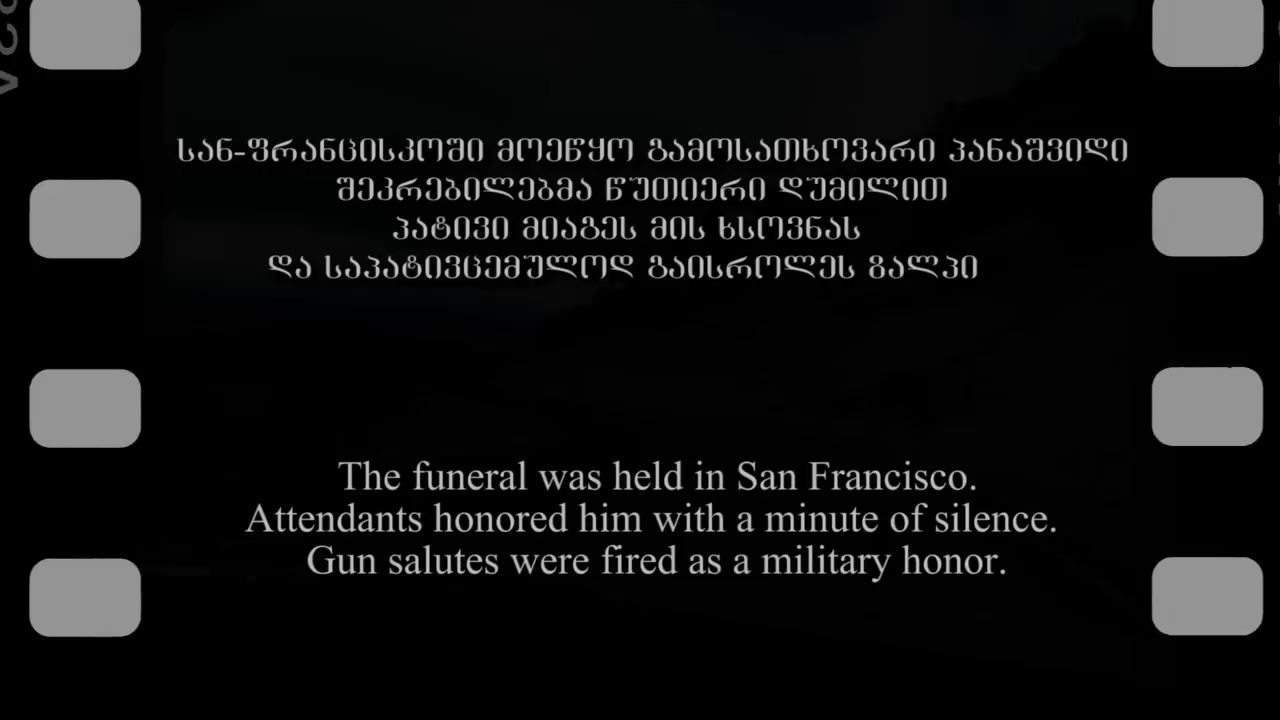 სან-ფრანცისკოში მოეწყო გამოსათხოვარი პანაშვიდი
შეკრებილებმა წუთიერი დუმილით
პატივი მიაგეს მის ხსოვნას
და საპატივცემულოდ გაისროლეს ზალპი
The funeral was held in San Francisco.
Attendants honored him with a minute of silence.
Gun salutes were fired as a military honor.